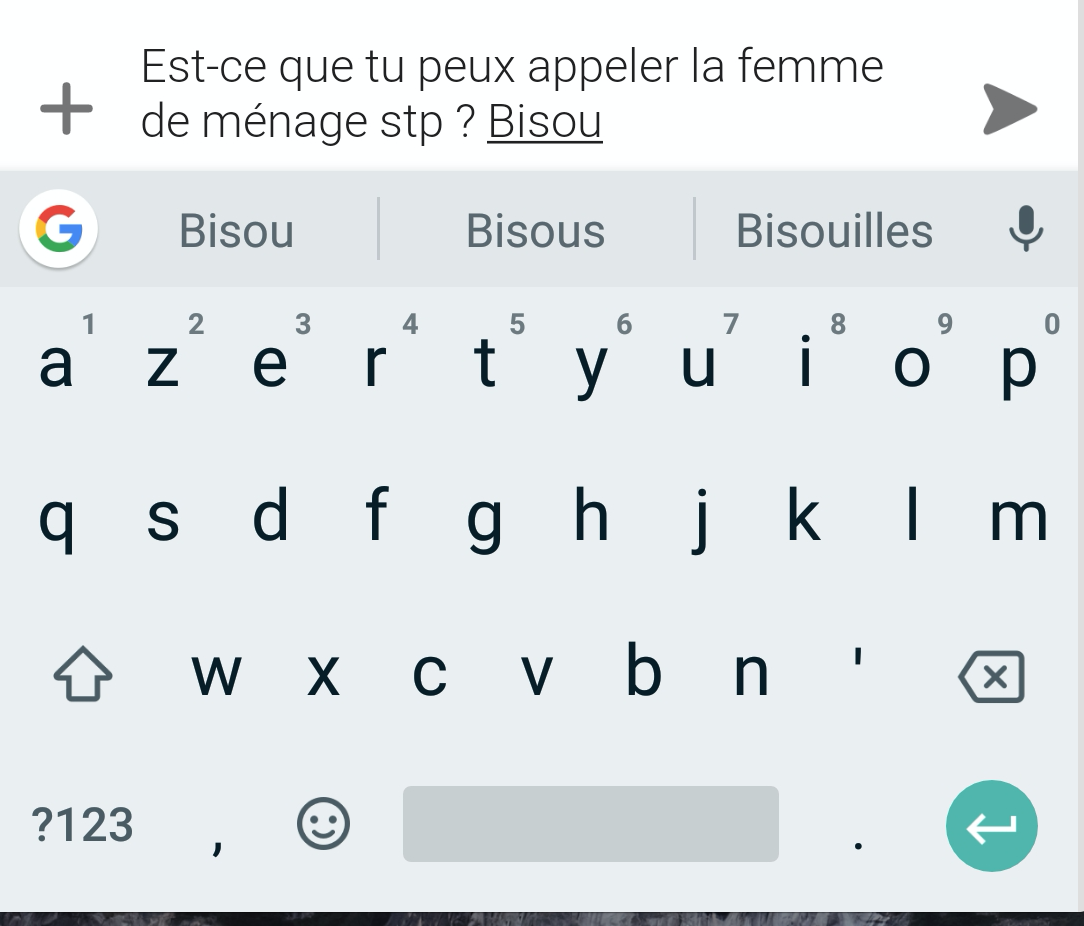 Est-ce que tu peux appeler la femme
de ménage stp ? Bisou
Bisou Bisous Bisouilles
1 2 3 4 5 6 7 8 9 0
a z e r t y u i o p
q s d f g h j k l m
w x c v b n '
?123 , .